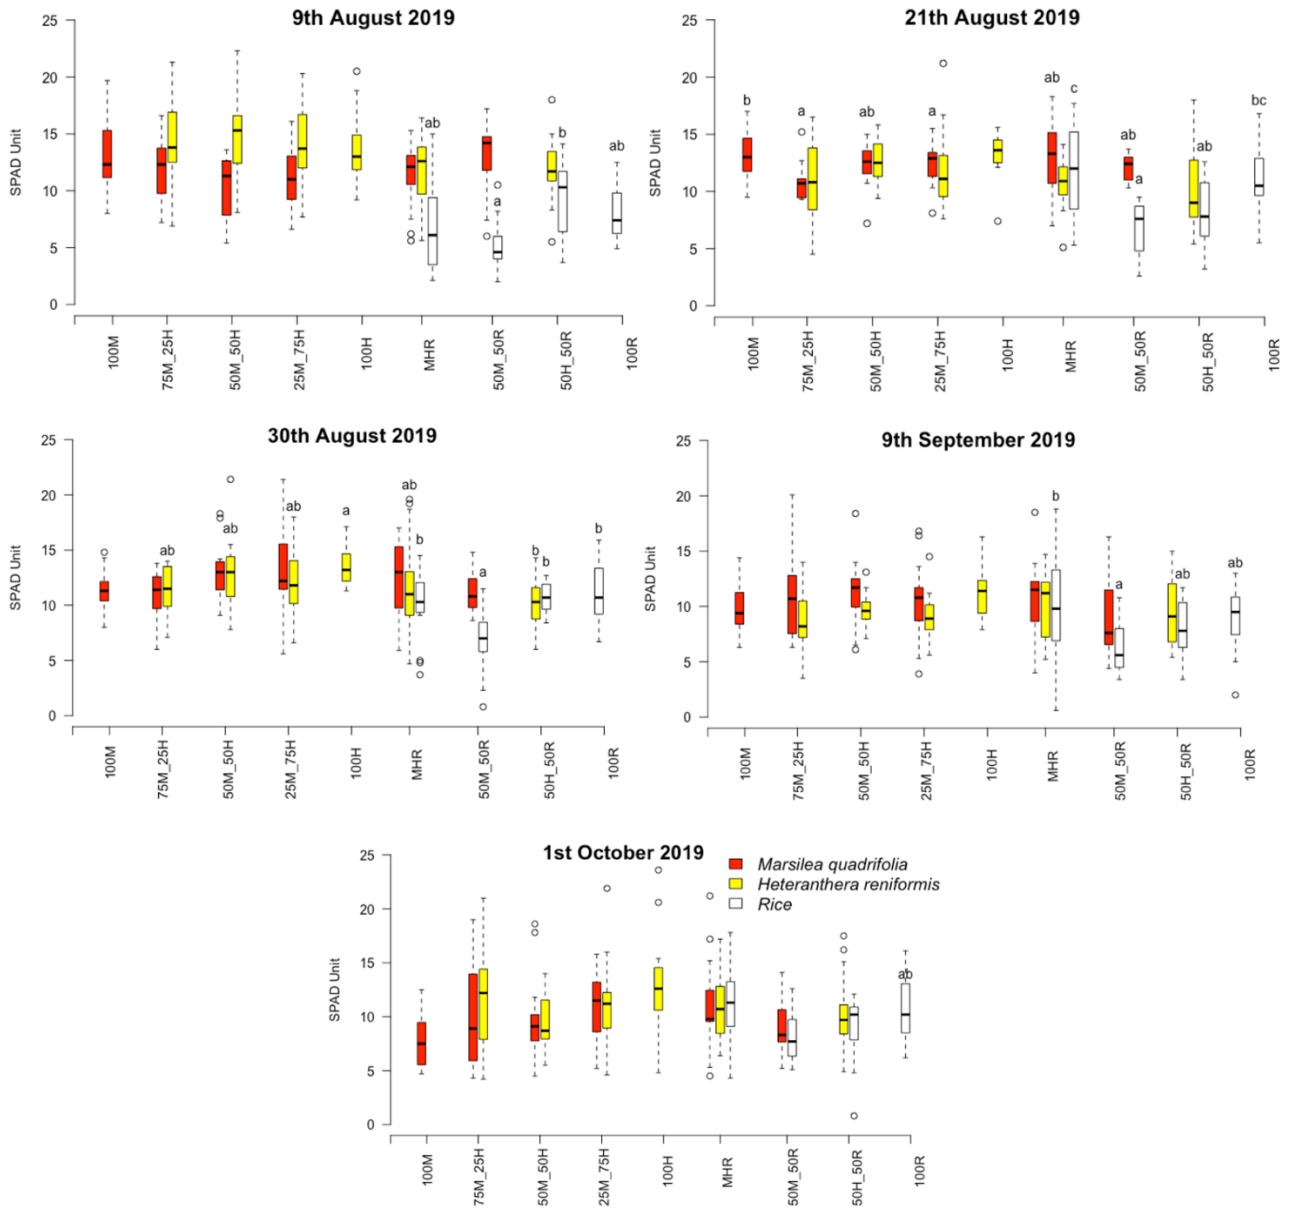 9th August 2019
SPAD Unit
25
20
15
10
5
0
ab
a
b
ab
100M
75M_25H
50M_50H
25M_75H
100H
MHR
50M_50R
50H_50R
100R
21th August 2019
SPAD Unit
25
20
15
10
5
0
b
a
ab
a
ab
c
ab
a
ab
bc
100M
75M_25H
50M_50H
25M_75H
100H
MHR
50M_50R
50H_50R
100R
30th August 2019
SPAD Unit
25
20
15
10
5
0
ab
ab
ab
a
ab
b
a
b
b
b
100M
75M_25H
50M_50H
25M_75H
100H
MHR
50M_50R
50H_50R
100R
9th September 2019
SPAD Unit
25
20
15
10
5
0
b
a
ab
ab
100M
75M_25H
50M_50H
25M_75H
100H
MHR
50M_50R
50H_50R
100R
1st October 2019
SPAD Unit
25
20
15
10
5
0
Marsilea quadrifolia
Heteranthera reniformis
Rice
ab
100M
75M_25H
50M_50H
25M_75H
100H
MHR
50M_50R
50H_50R
100R